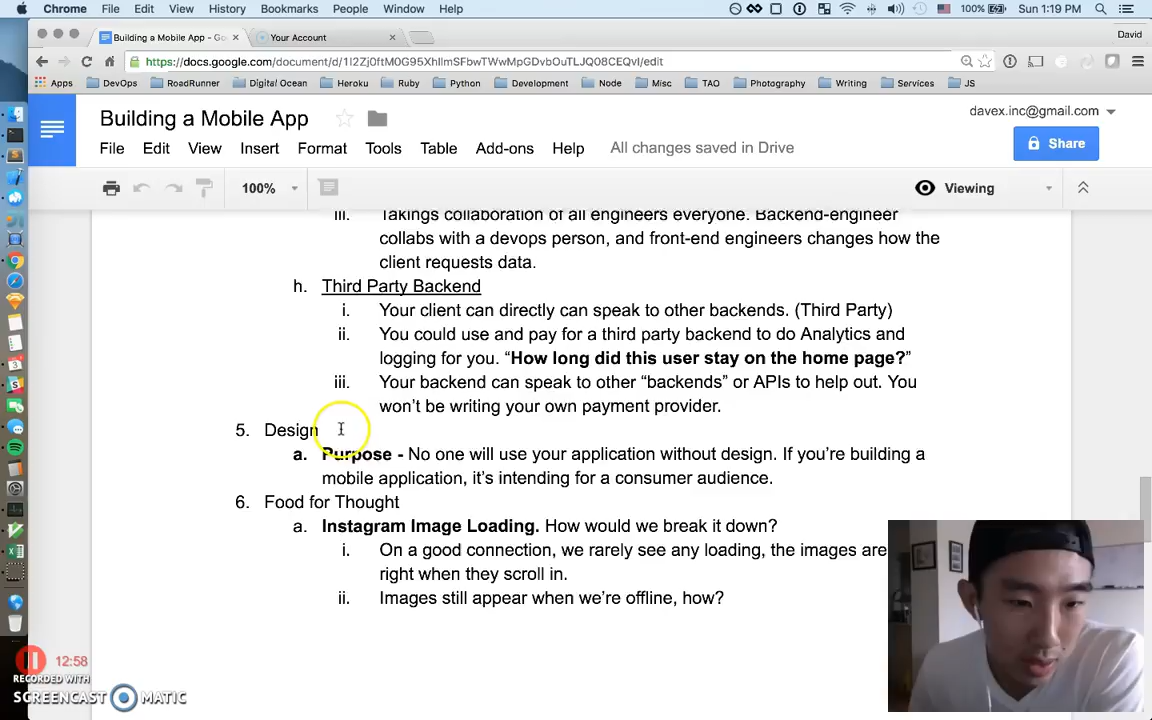 Chrome File Edit View History Bookmarks People Window Help 100% Sun 1:19 PM
Building a Mobile App - Go Your Account David
https://docs.google.com/document/d/1I2Zj0ftM0G95XhIlmSFbwTWwMpGDvbOuTLJQ08CEQvI/edit
Apps DevOps RoadRunner Digital Ocean Heroku Ruby Python Development Node Misc TAO Photography Writing Services JS
Building a Mobile App davex.inc@gmail.com
File Edit View Insert Format Tools Table Add-ons Help All changes saved in Drive Share
100% Viewing
iii. Takings collaboration of all engineers everyone. Backend-engineer
collabs with a devops person, and front-end engineers changes how the
client requests data.
h. Third Party Backend
i. Your client can directly can speak to other backends. (Third Party)
ii. You could use and pay for a third party backend to do Analytics and
logging for you. “How long did this user stay on the home page?”
iii. Your backend can speak to other “backends” or APIs to help out. You
won’t be writing your own payment provider.
5. Design
a. Purpose - No one will use your application without design. If you’re building a
mobile application, it’s intending for a consumer audience.
6. Food for Thought
a. Instagram Image Loading. How would we break it down?
i. On a good connection, we rarely see any loading, the images are
right when they scroll in.
ii. Images still appear when we’re offline, how?
12:58
RECORDED WITH
SCREENCAST MATIC